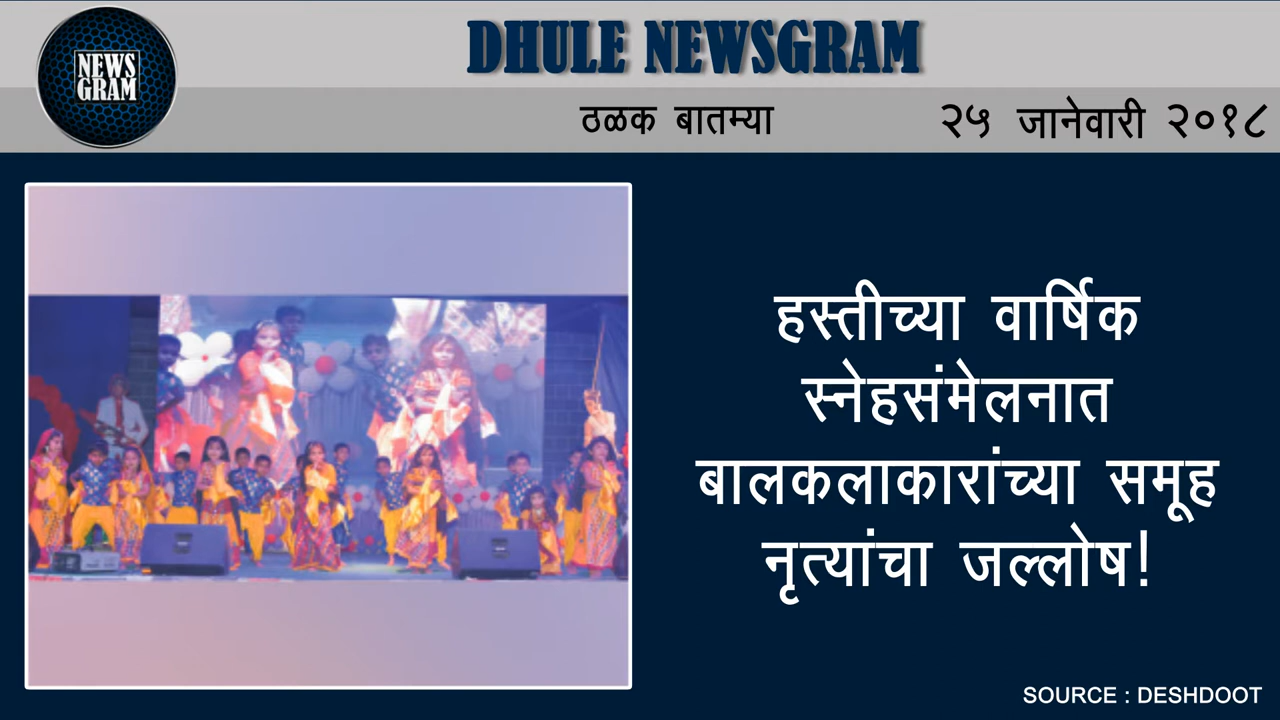 NEWS
GRAM
DHULE NEWSGRAM
ठळक बातम्या
२५ जानेवारी २०१८
हस्तीच्या वार्षिक
स्नेहसंमेलनात
बालकलाकारांच्या समूह
नृत्यांचा जल्लोष!
SOURCE : DESHDOOT